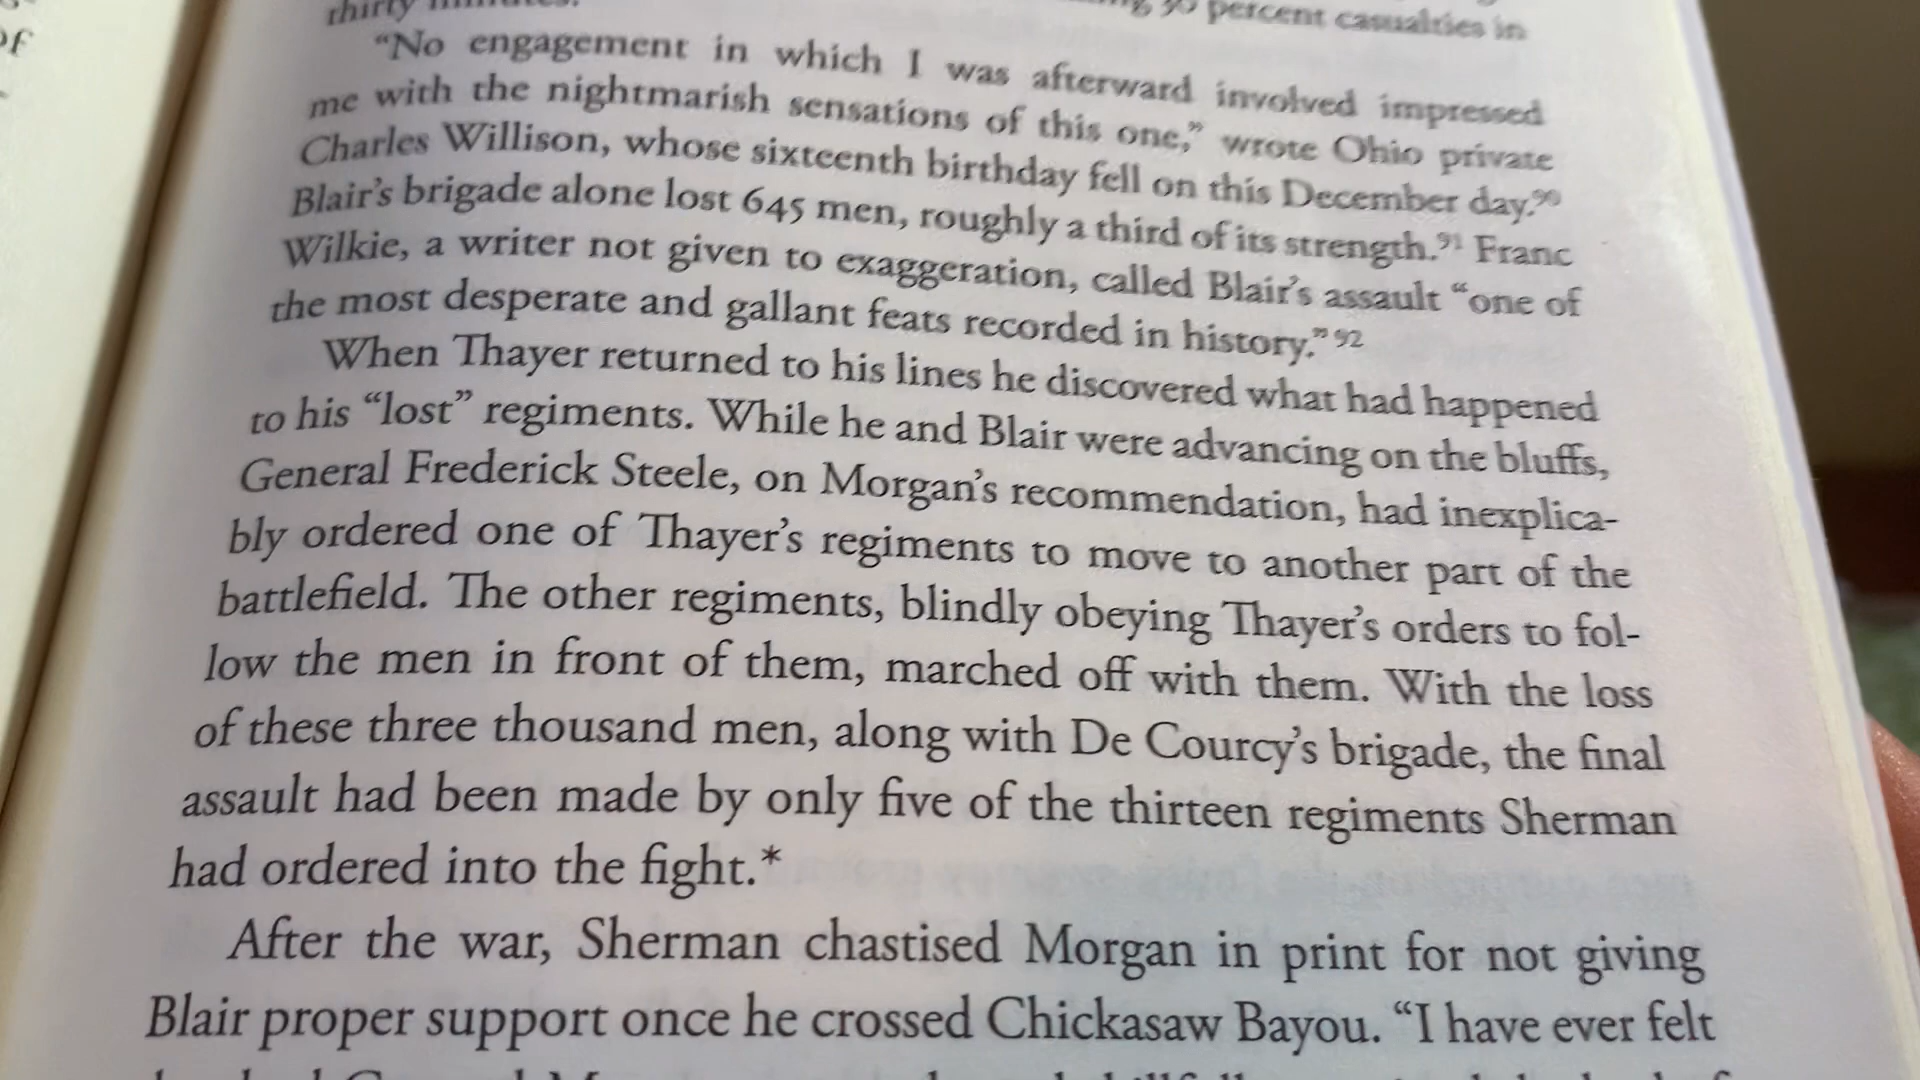 of
thirty minutes.
percent casualties in
“No engagement in which I was afterward involved impressed
me with the nightmarish sensations of this one,” wrote Ohio private
Charles Willison, whose sixteenth birthday fell on this December day.90
Blair’s brigade alone lost 645 men, roughly a third of its strength.91 Franc
Wilkie, a writer not given to exaggeration, called Blair’s assault “one of
the most desperate and gallant feats recorded in history.” 92
When Thayer returned to his lines he discovered what had happened
to his “lost” regiments. While he and Blair were advancing on the bluffs,
General Frederick Steele, on Morgan’s recommendation, had inexplica-
bly ordered one of Thayer’s regiments to move to another part of the
battlefield. The other regiments, blindly obeying Thayer’s orders to fol-
low the men in front of them, marched off with them. With the loss
of these three thousand men, along with De Courcy’s brigade, the final
assault had been made by only five of the thirteen regiments Sherman
had ordered into the fight.*
After the war, Sherman chastised Morgan in print for not giving
Blair proper support once he crossed Chickasaw Bayou. “I have ever felt